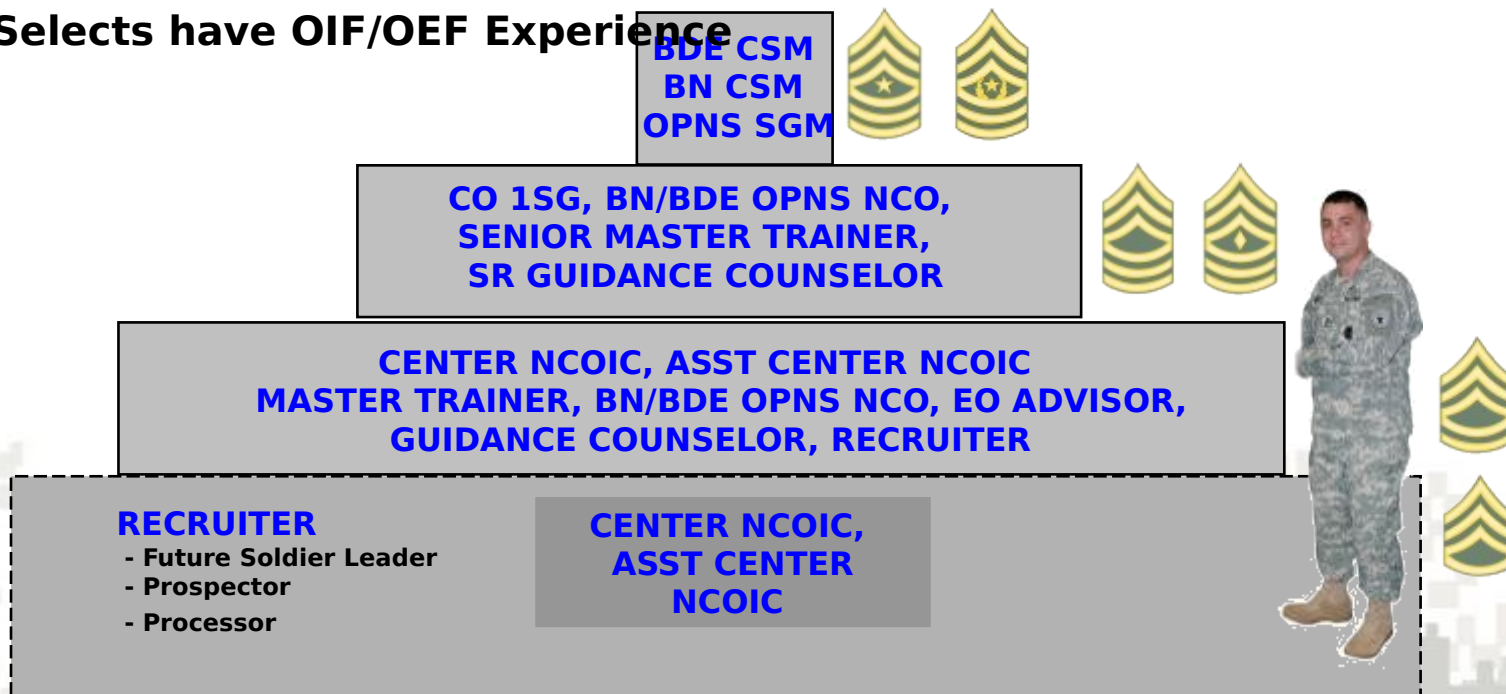 Selects have OIF/OEF Experience
BDE CSM
BN CSM
OPNS SGM
CO 1SG, BN/BDE OPNS NCO,
SENIOR MASTER TRAINER,
SR GUIDANCE COUNSELOR
CENTER NCOIC, ASST CENTER NCOIC
MASTER TRAINER, BN/BDE OPNS NCO, EO ADVISOR,
GUIDANCE COUNSELOR, RECRUITER
RECRUITER
- Future Soldier Leader
- Prospector
- Processor
CENTER NCOIC,
ASST CENTER
NCOIC